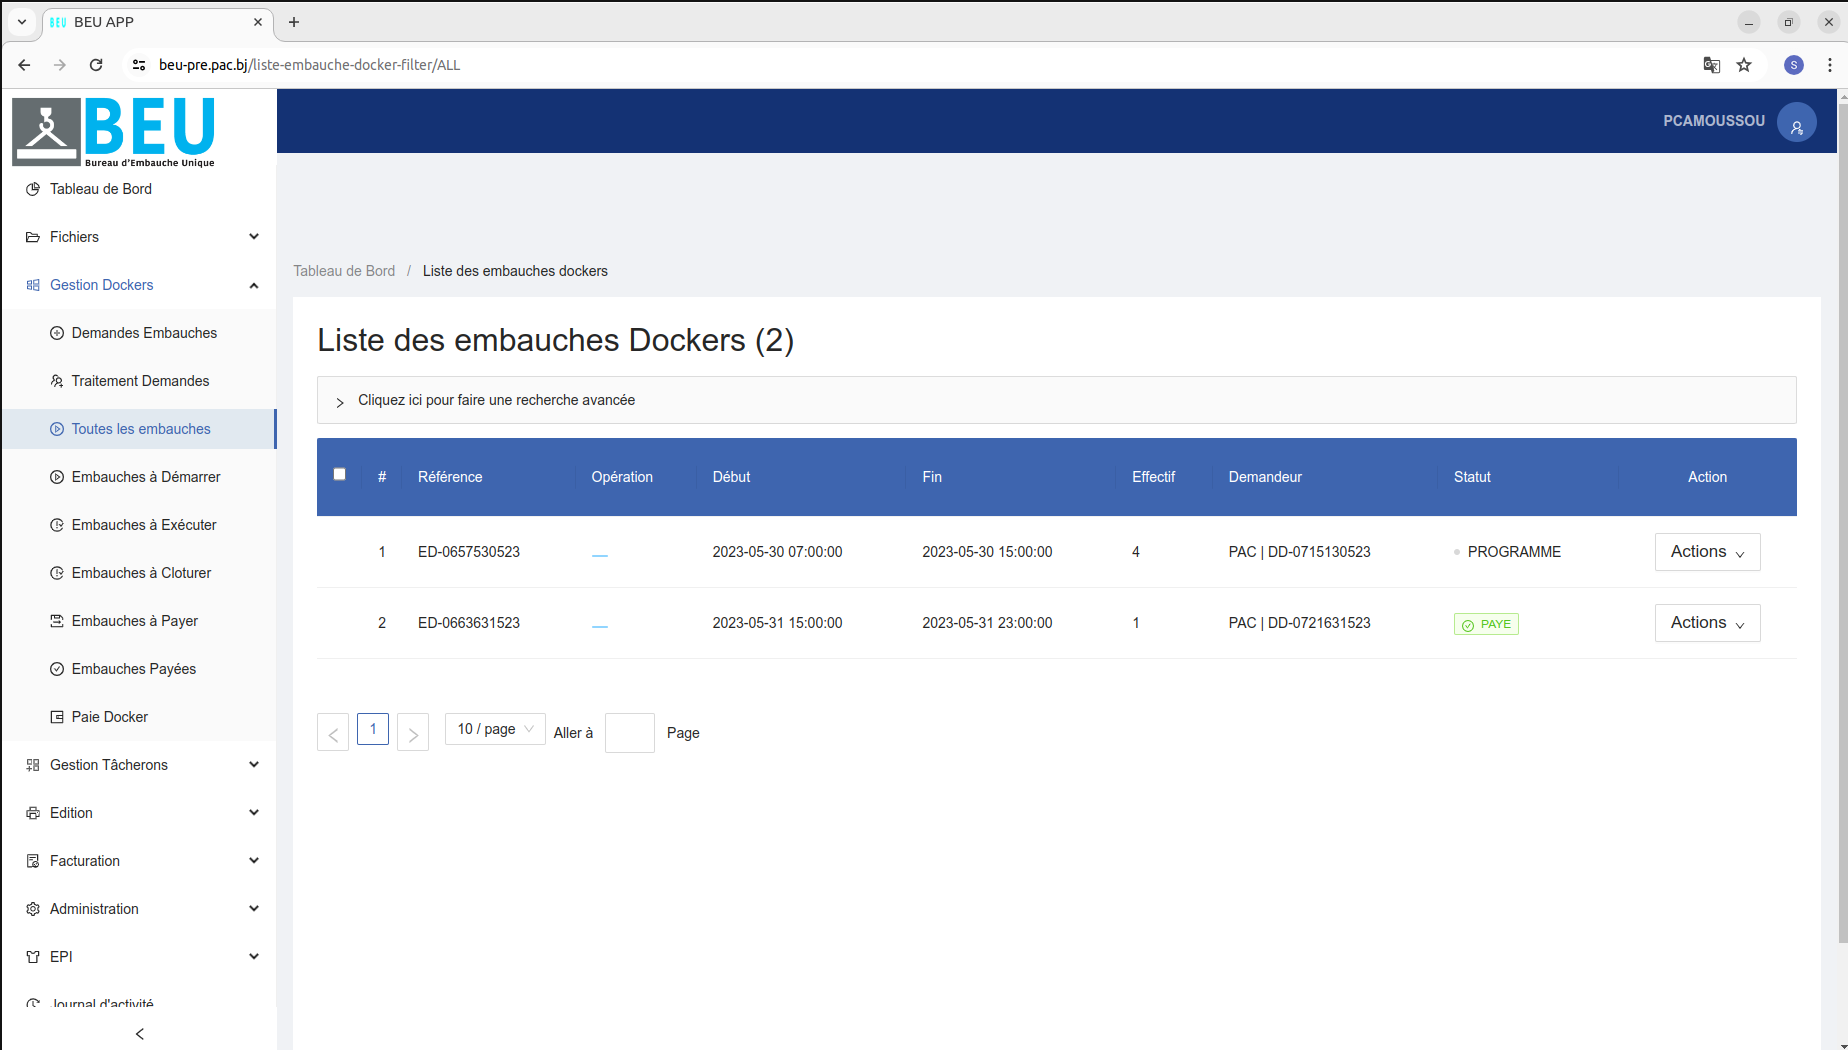 BEU APP
beu-pre.pac.bj/liste-embauche-docker-filter/ALL
S
BEU
Bureau d'Embauche Unique
PCAMOUSSOU
Tableau de Bord
Fichiers
Gestion Dockers
Demandes Embauches
Traitement Demandes
Toutes les embauches
Embauches à Démarrer
Embauches à Exécuter
Embauches à Cloturer
Embauches à Payer
Embauches Payées
Paie Docker
Gestion Tâcherons
Edition
Facturation
Administration
EPI
Journal d'activité
Tableau de Bord / Liste des embauches dockers
Liste des embauches Dockers (2)
Cliquez ici pour faire une recherche avancée
# Référence Opération Début Fin Effectif Demandeur Statut Action
1 ED-0657530523 2023-05-30 07:00:00 2023-05-30 15:00:00 4 PAC | DD-0715130523 PROGRAMME Actions
2 ED-0663631523 2023-05-31 15:00:00 2023-05-31 23:00:00 1 PAC | DD-0721631523 PAYE Actions
1 10 / page Aller à Page